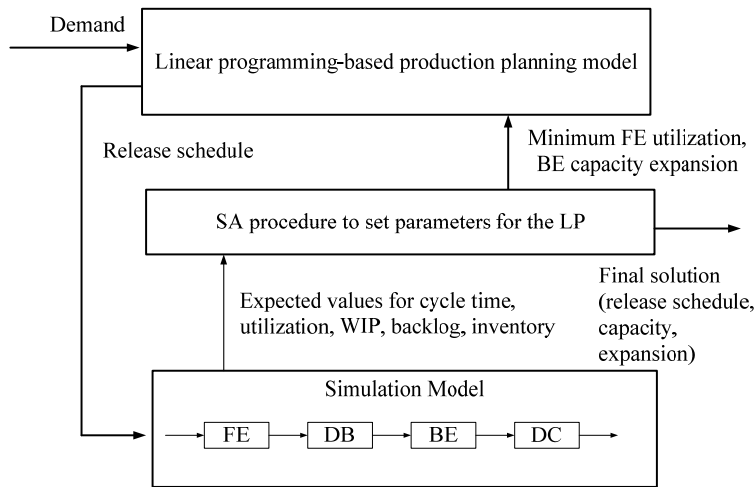 Demand
Linear programming-based production planning model
Release schedule
Minimum FE utilization,
BE capacity expansion
SA procedure to set parameters for the LP
Expected values for cycle time,
utilization, WIP, backlog, inventory
Final solution
(release schedule,
capacity,
expansion)
Simulation Model
FE DB BE DC